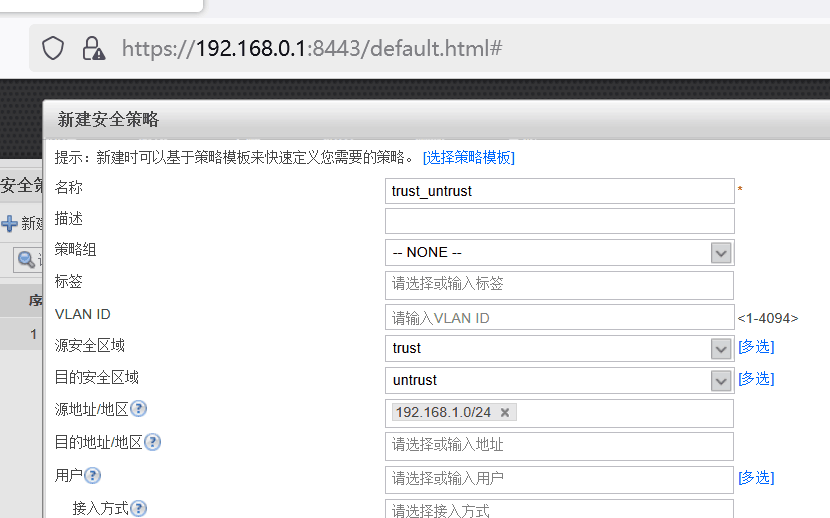 https://192.168.0.1:8443/default.html#
新建安全策略
提示：新建时可以基于策略模板来快速定义您需要的策略。 [选择策略模板]
安全策
名称 trust_untrust *
描述
新建
策略组 -- NONE --
标签 请选择或输入标签
序
VLAN ID 请输入VLAN ID <1-4094>
1
源安全区域 trust [多选]
目的安全区域 untrust [多选]
源地址/地区 192.168.1.0/24
目的地址/地区 请选择或输入地址
用户 请选择或输入用户 [多选]
接入方式 请选择接入方式